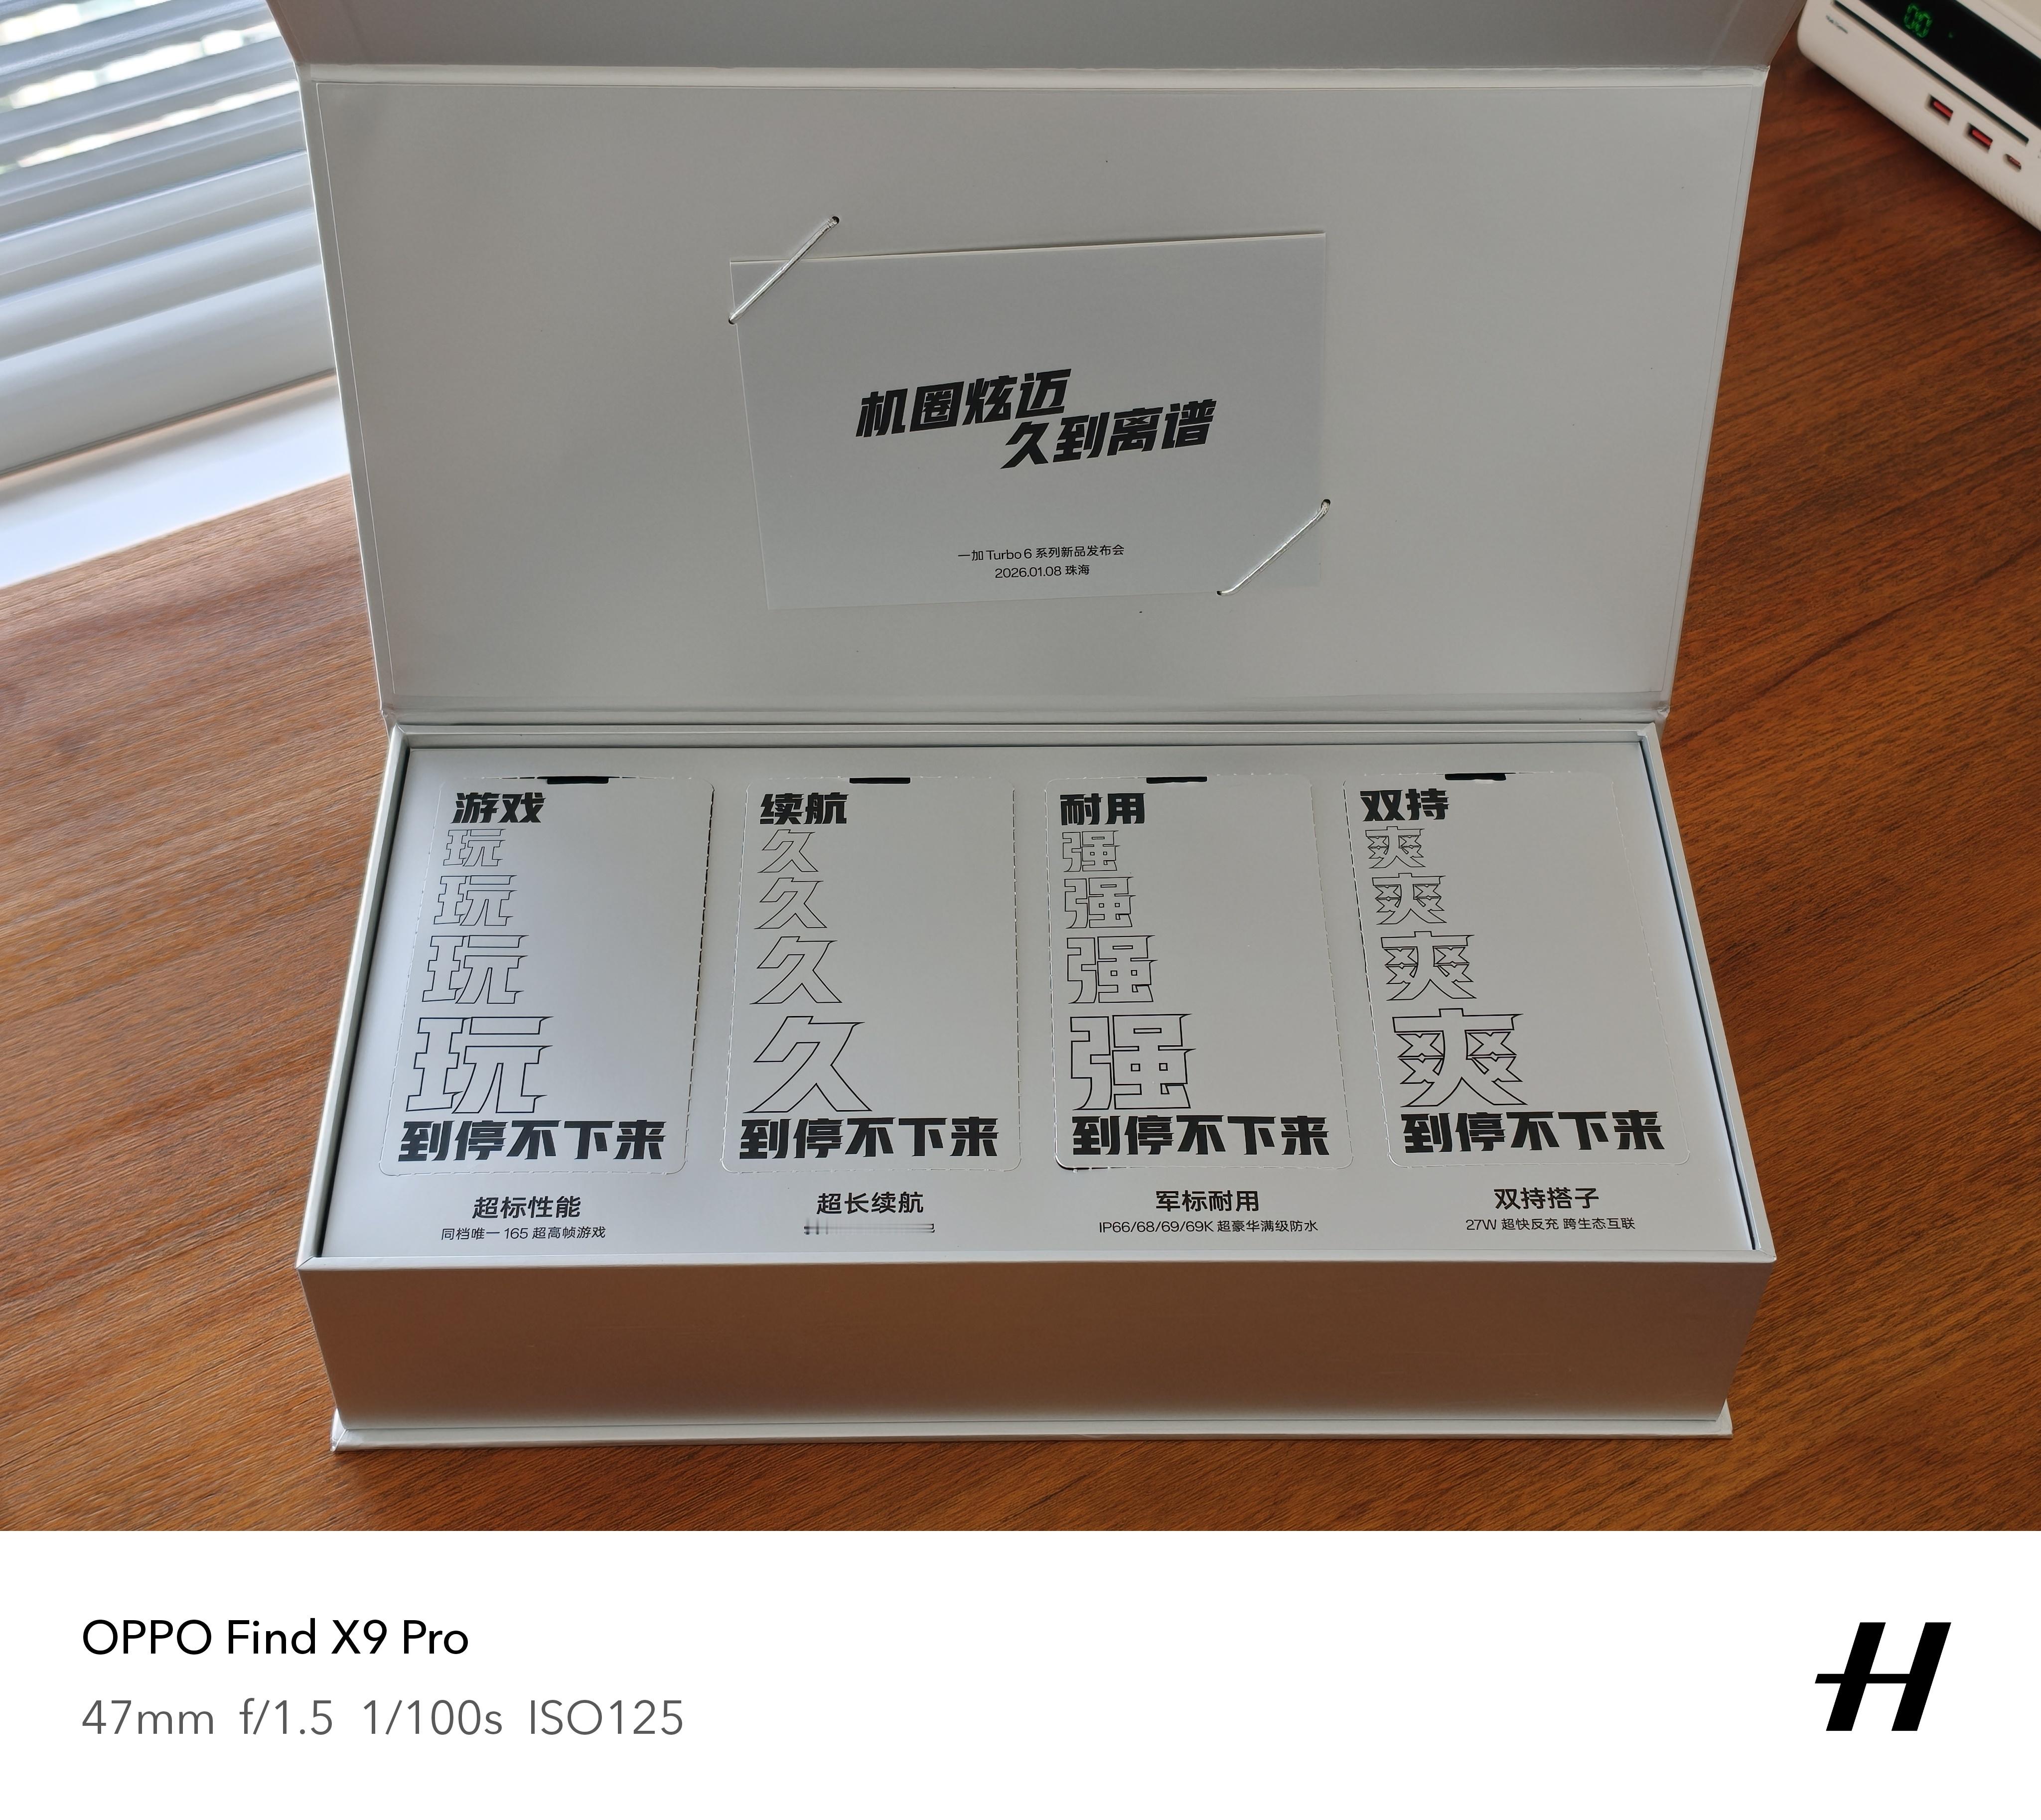 00
机圈炫迈
久到离谱
一加 Turbo 6 系列新品发布会
2026.01.08 珠海
游戏
玩
玩
玩
玩
到停不下来
超标性能
同档唯一 165 超高帧游戏
续航
久
久
久
久
到停不下来
超长续航
耐用
强
强
强
强
到停不下来
军标耐用
IP66/68/69/69K 超豪华满级防水
双持
爽
爽
爽
爽
到停不下来
双持搭子
27W 超快反充 跨生态互联
OPPO Find X9 Pro
47mm f/1.5 1/100s ISO125
H